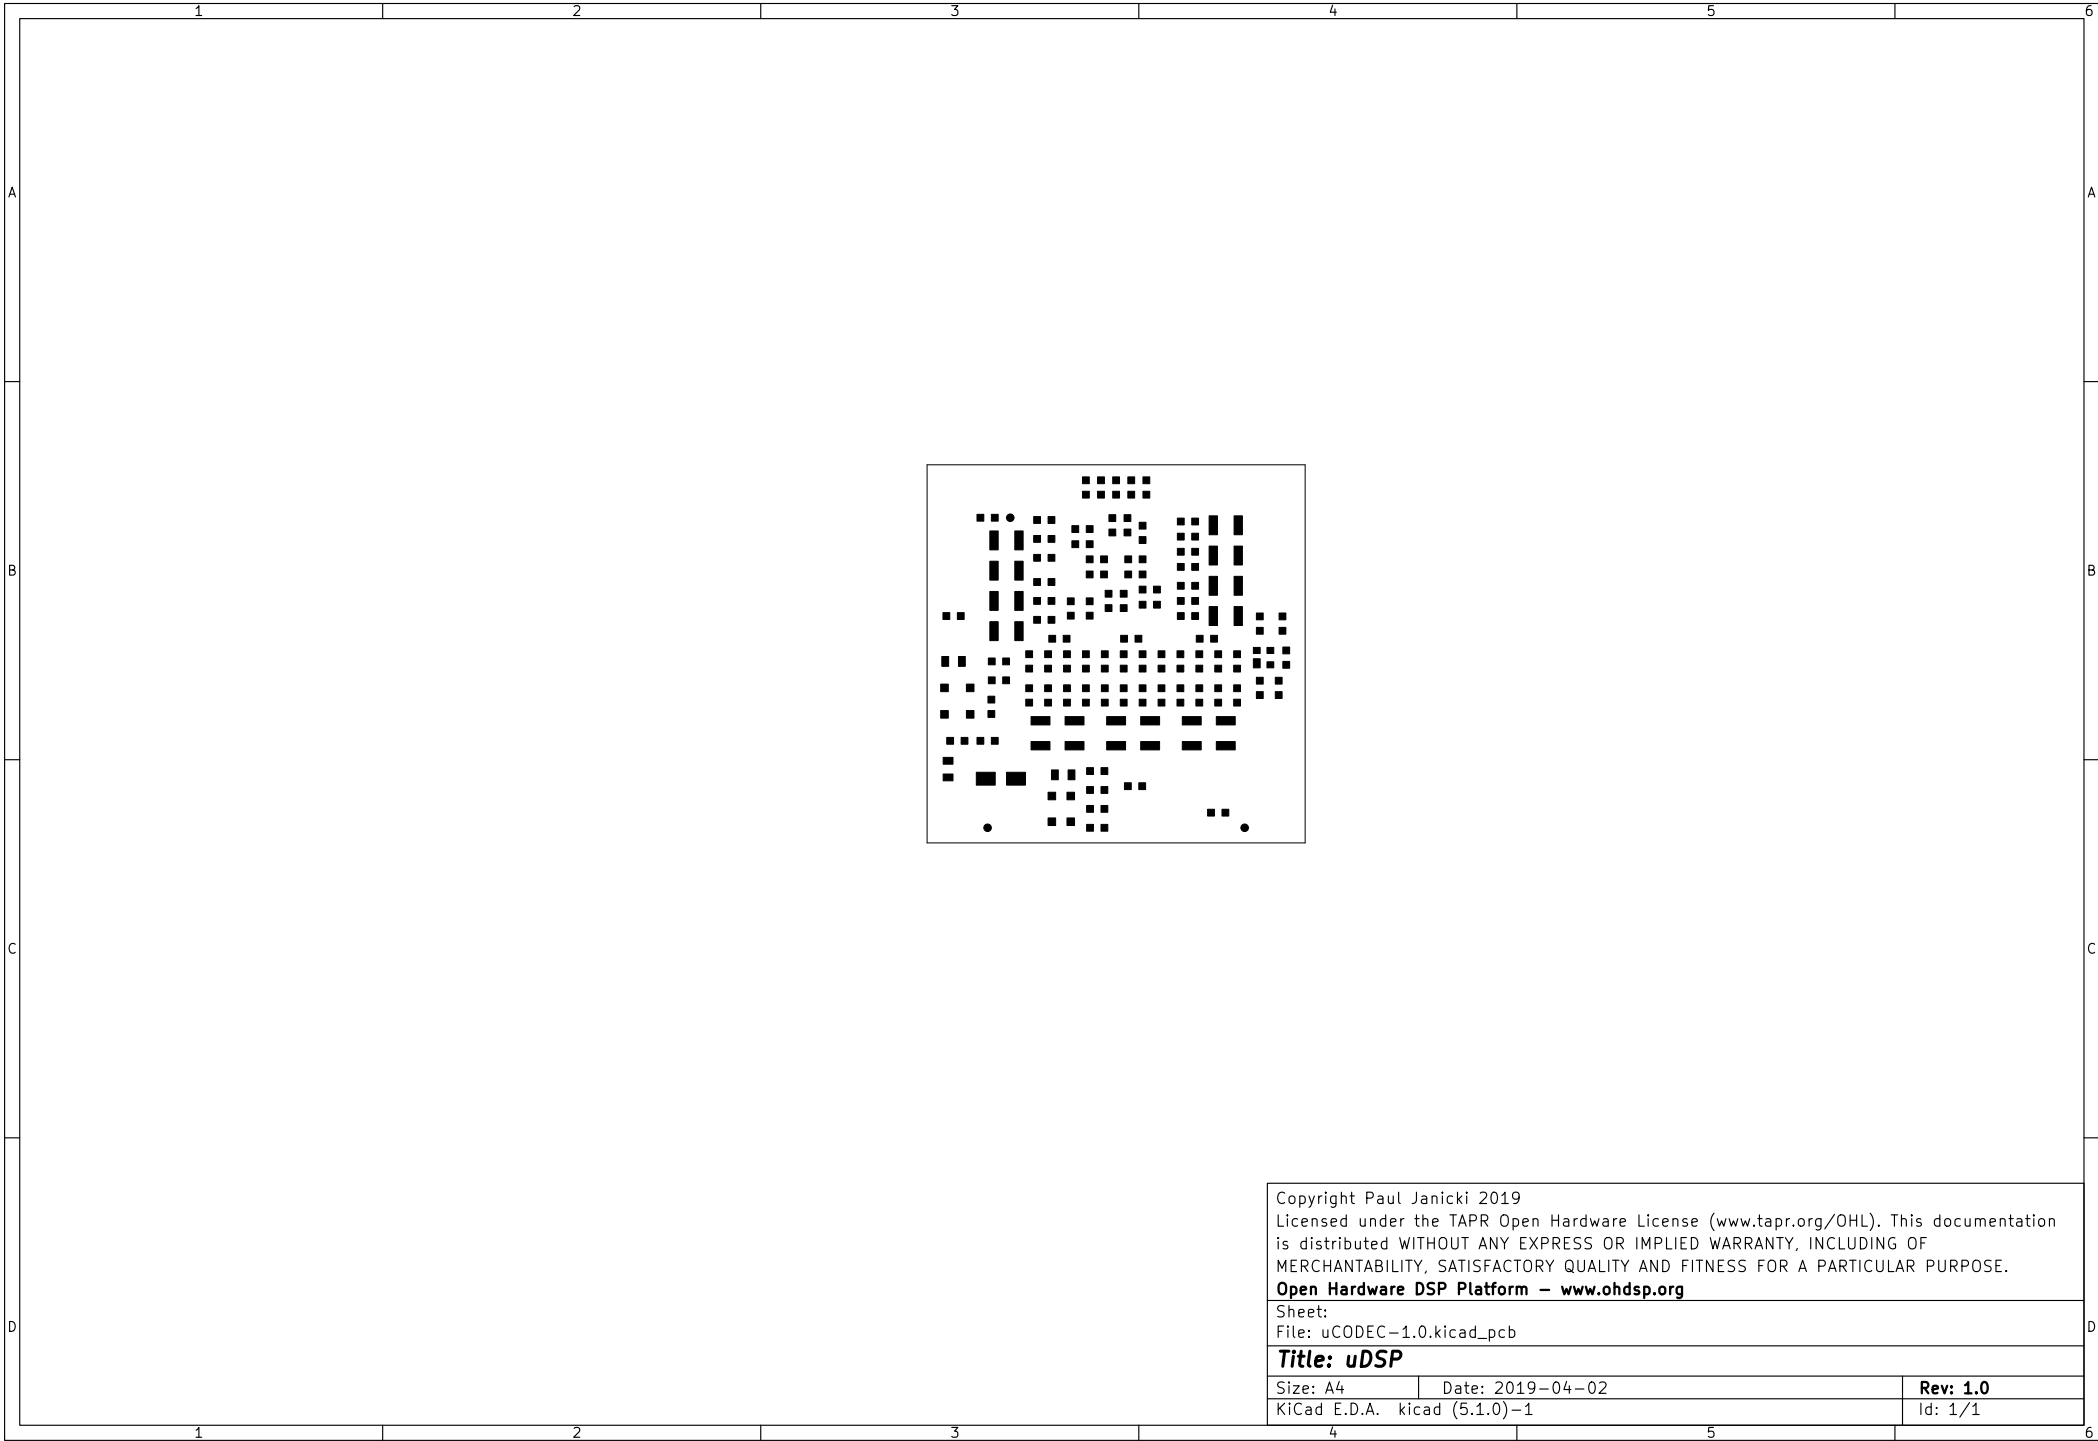 1 2 3 4 5 6
A A
B B
C C
Copyright Paul Janicki 2019
Licensed under the TAPR Open Hardware License (www.tapr.org/OHL). This documentation
is distributed WITHOUT ANY EXPRESS OR IMPLIED WARRANTY, INCLUDING OF
MERCHANTABILITY, SATISFACTORY QUALITY AND FITNESS FOR A PARTICULAR PURPOSE.
Open Hardware DSP Platform – www.ohdsp.org
Sheet:
D D
File: uCODEC–1.0.kicad_pcb
Title: uDSP
Size: A4 Date: 2019–04–02 Rev: 1.0
KiCad E.D.A. kicad (5.1.0)–1 Id: 1/1
1 2 3 4 5 6